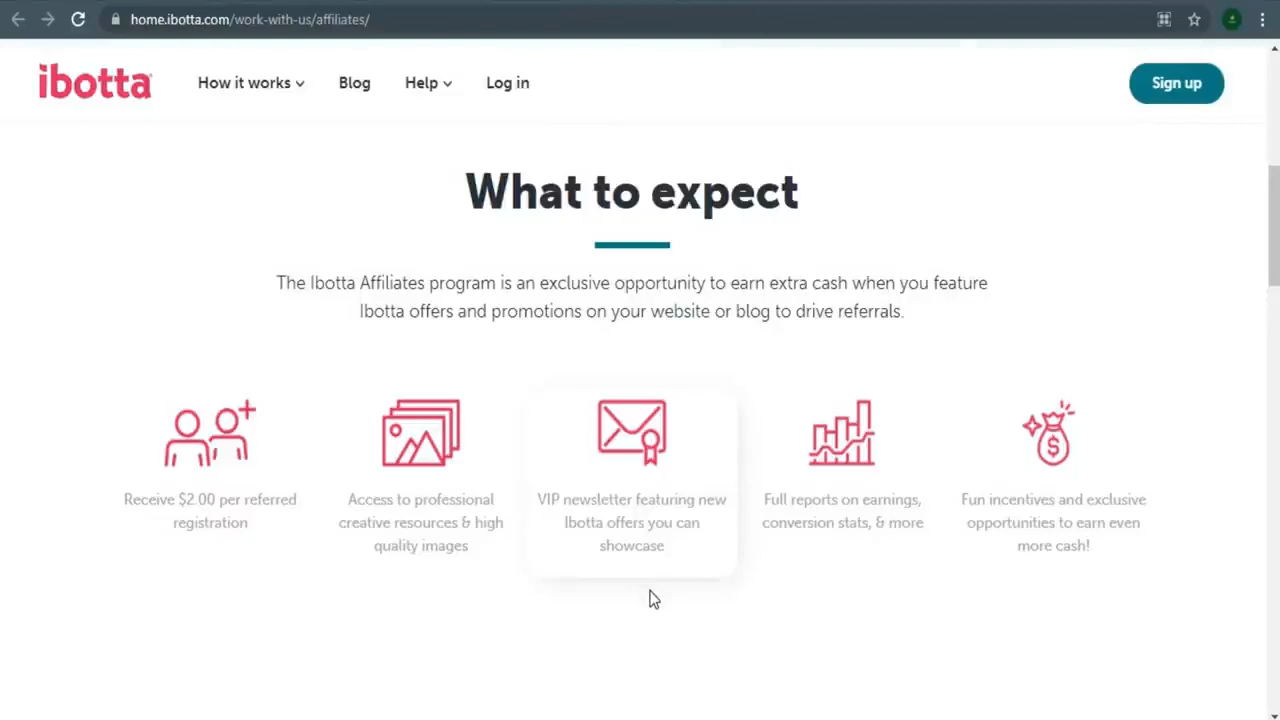 home.ibotta.com/work-with-us/affiliates/
ibotta
How it works
Blog
Help
Log in
Sign up
What to expect
The Ibotta Affiliates program is an exclusive opportunity to earn extra cash when you feature
Ibotta offers and promotions on your website or blog to drive referrals.
Receive $2.00 per referred
registration
Access to professional
creative resources & high
quality images
VIP newsletter featuring new
Ibotta offers you can
showcase
Full reports on earnings,
conversion stats, & more
Fun incentives and exclusive
opportunities to earn even
more cash!